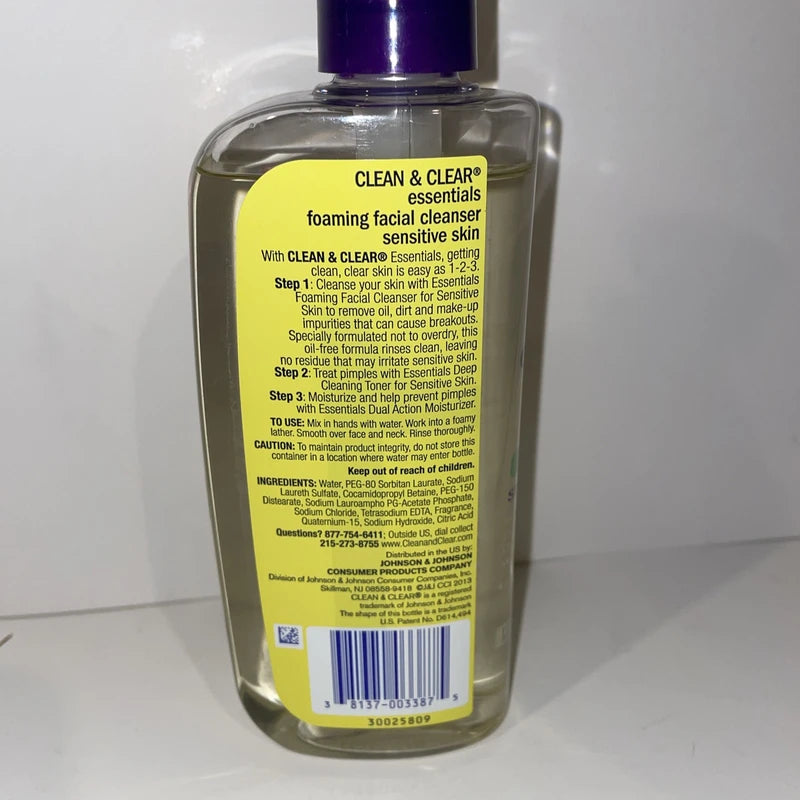 CLEAN & CLEAR®
essentials
foaming facial cleanser
sensitive skin
With CLEAN & CLEAR® Essentials, getting
clean, clear skin is easy as 1-2-3.
Step 1: Cleanse your skin with Essentials
Foaming Facial Cleanser for Sensitive
Skin to remove oil, dirt and make-up
impurities that can cause breakouts.
Specially formulated not to overdry, this
oil-free formula rinses clean, leaving
no residue that may irritate sensitive skin.
Step 2: Treat pimples with Essentials Deep
Cleaning Toner for Sensitive Skin.
Step 3: Moisturize and help prevent pimples
with Essentials Dual Action Moisturizer.
TO USE: Mix in hands with water. Work into a foamy
lather. Smooth over face and neck. Rinse thoroughly.
CAUTION: To maintain product integrity, do not store this
container in a location where water may enter bottle.
Keep out of reach of children.
INGREDIENTS: Water, PEG-80 Sorbitan Laurate, Sodium
Laureth Sulfate, Cocamidopropyl Betaine, PEG-150
Distearate, Sodium Lauroampho PG-Acetate Phosphate,
Sodium Chloride, Tetrasodium EDTA, Fragrance,
Quaternium-15, Sodium Hydroxide, Citric Acid
Questions? 877-754-6411; Outside US, dial collect
215-273-8755 www.CleanandClear.com
Distributed in the US by:
JOHNSON & JOHNSON
CONSUMER PRODUCTS COMPANY
Division of Johnson & Johnson Consumer Companies, Inc.
Skillman, NJ 08558-9418 ©J&J CCI 2013
CLEAN & CLEAR® is a registered
trademark of Johnson & Johnson
The shape of this bottle is a trademark
U.S. Patent No. D614,494
3 8137-003387 5
30025809